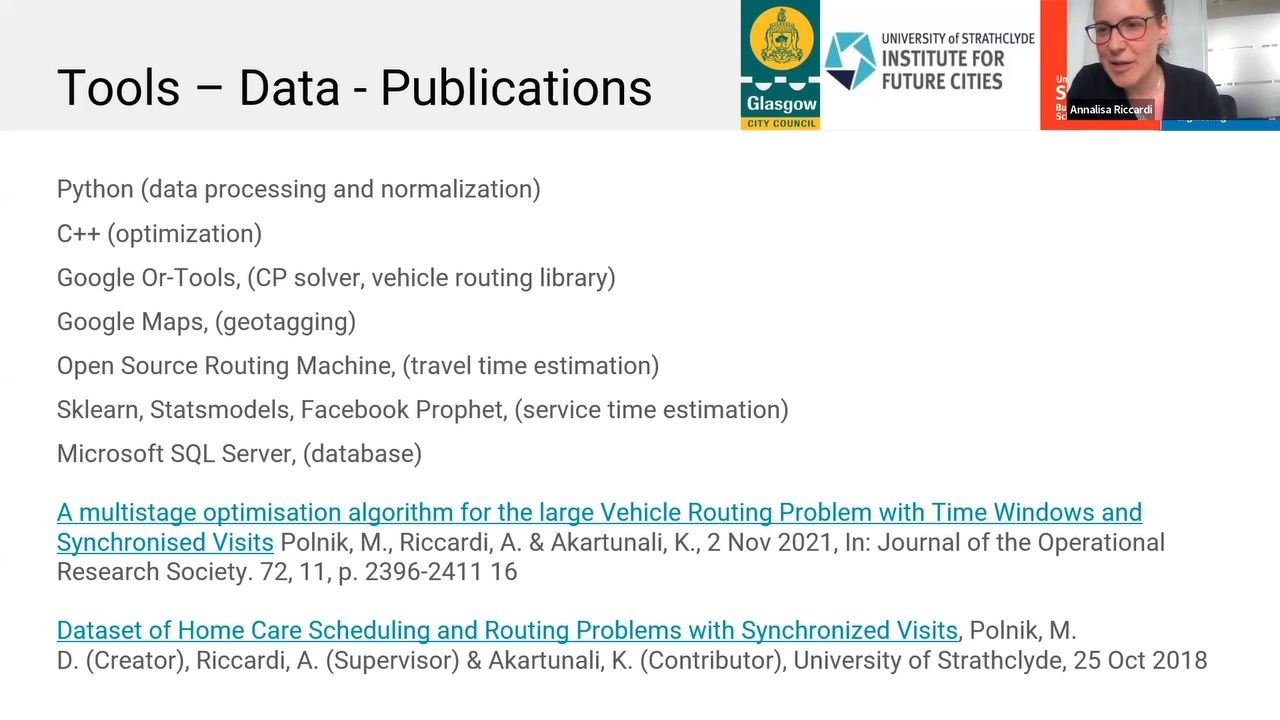 Tools – Data - Publications
Glasgow
CITY COUNCIL
UNIVERSITY of STRATHCLYDE
INSTITUTE FOR
FUTURE CITIES
Annalisa Riccardi
Python (data processing and normalization)
C++ (optimization)
Google Or-Tools, (CP solver, vehicle routing library)
Google Maps, (geotagging)
Open Source Routing Machine, (travel time estimation)
Sklearn, Statsmodels, Facebook Prophet, (service time estimation)
Microsoft SQL Server, (database)
A multistage optimisation algorithm for the large Vehicle Routing Problem with Time Windows and
Synchronised Visits Polnik, M., Riccardi, A. & Akartunali, K., 2 Nov 2021, In: Journal of the Operational
Research Society. 72, 11, p. 2396-2411 16
Dataset of Home Care Scheduling and Routing Problems with Synchronized Visits, Polnik, M.
D. (Creator), Riccardi, A. (Supervisor) & Akartunali, K. (Contributor), University of Strathclyde, 25 Oct 2018